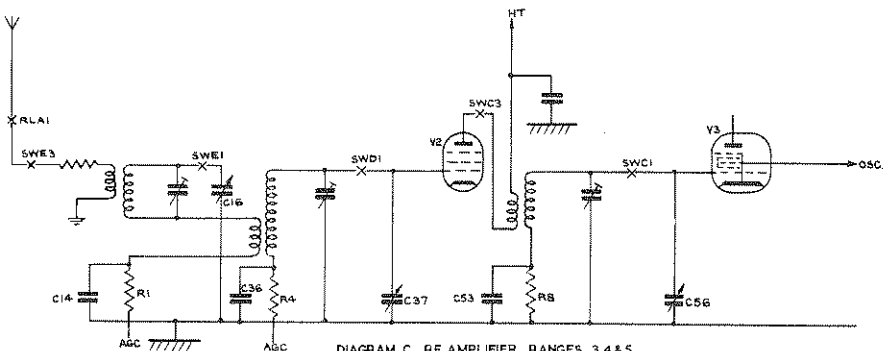 HT
RLA1
SWE3
SWE1
C16
SWD1
V2
SWC3
SWC1
V3
OSC.
C14
R1
C36
R4
C37
C53
R8
C56
AGC
AGC
DIAGRAM C. RF AMPLIFIER RANGES 3,4 & 5